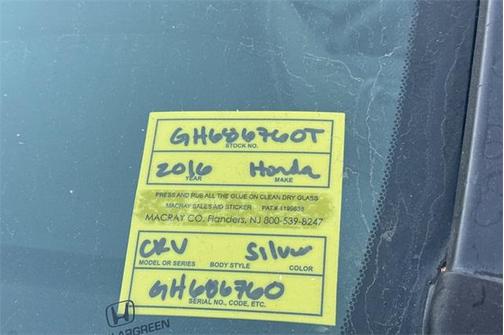 GH686760T
STOCK NO.
2016 Honda
YEAR MAKE
PRESS AND RUB ALL THE GLUE ON CLEAN DRY GLASS
MACRAY SALES AID STICKER PAT.# 4199838
MACRAY CO. Flanders, NJ 800-539-8247
CRV Silver
MODEL OR SERIES BODY STYLE COLOR
GH686760
SERIAL NO., CODE, ETC.